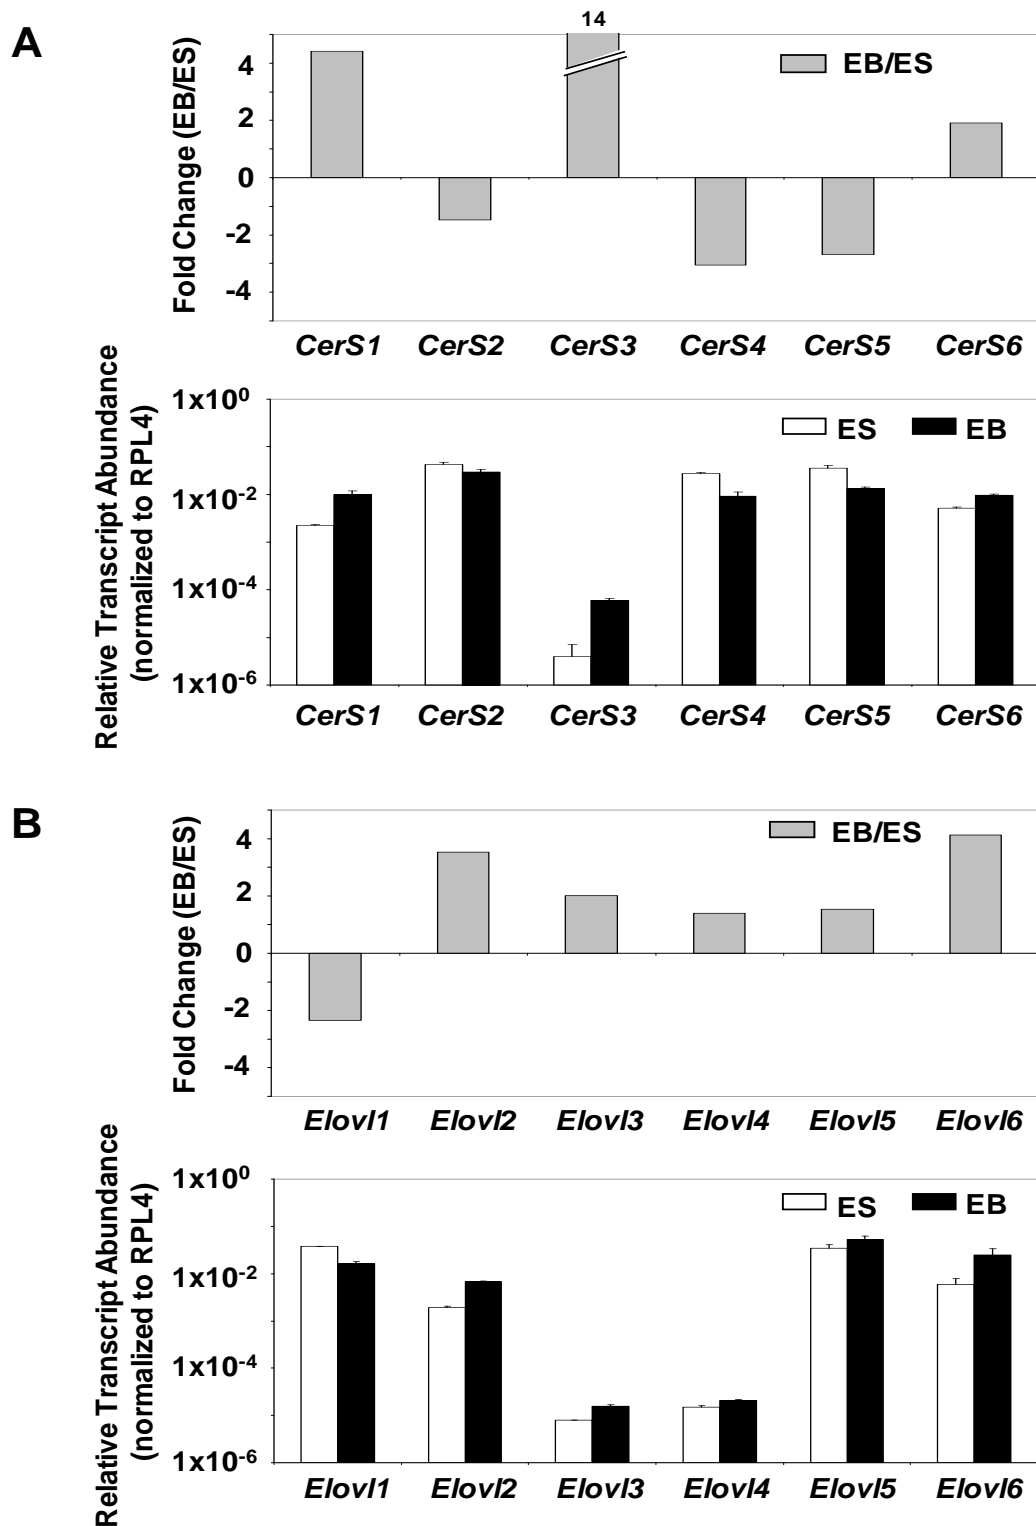 14
A
Fold Change (EB/ES)
4
2
0
-2
-4
EB/ES
CerS1 CerS2 CerS3 CerS4 CerS5 CerS6
Relative Transcript Abundance
(normalized to RPL4)
1x10⁰
1x10⁻²
1x10⁻⁴
1x10⁻⁶
ES EB
CerS1 CerS2 CerS3 CerS4 CerS5 CerS6
B
Fold Change (EB/ES)
4
2
0
-2
-4
EB/ES
Elovl1 Elovl2 Elovl3 Elovl4 Elovl5 Elovl6
Relative Transcript Abundance
(normalized to RPL4)
1x10⁰
1x10⁻²
1x10⁻⁴
1x10⁻⁶
ES EB
Elovl1 Elovl2 Elovl3 Elovl4 Elovl5 Elovl6